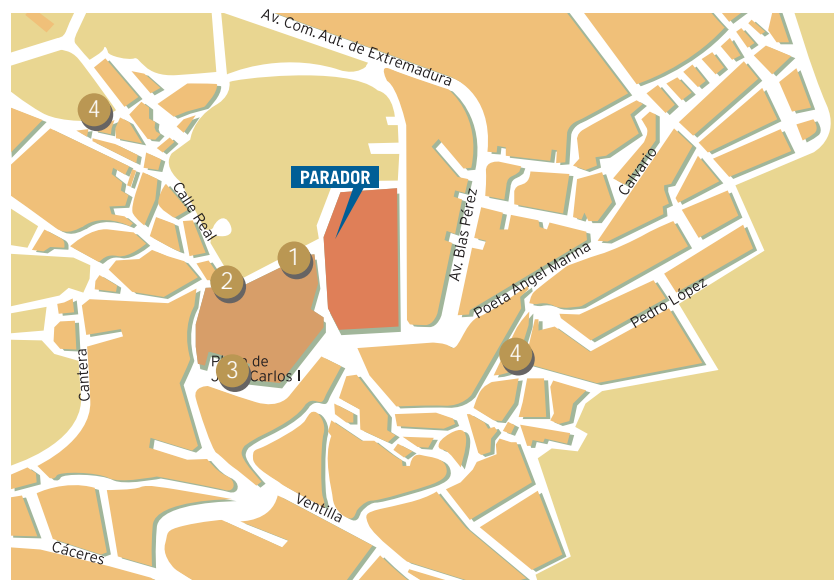 Av. Com. Aut. de Extremadura
4
PARADOR
Calvario
Calle Real
Av. Blas Pérez
1
Poeta Angel Marina
2
Pedro López
4
de
3
Carlos I
Cantera
Ventilla
Cáceres